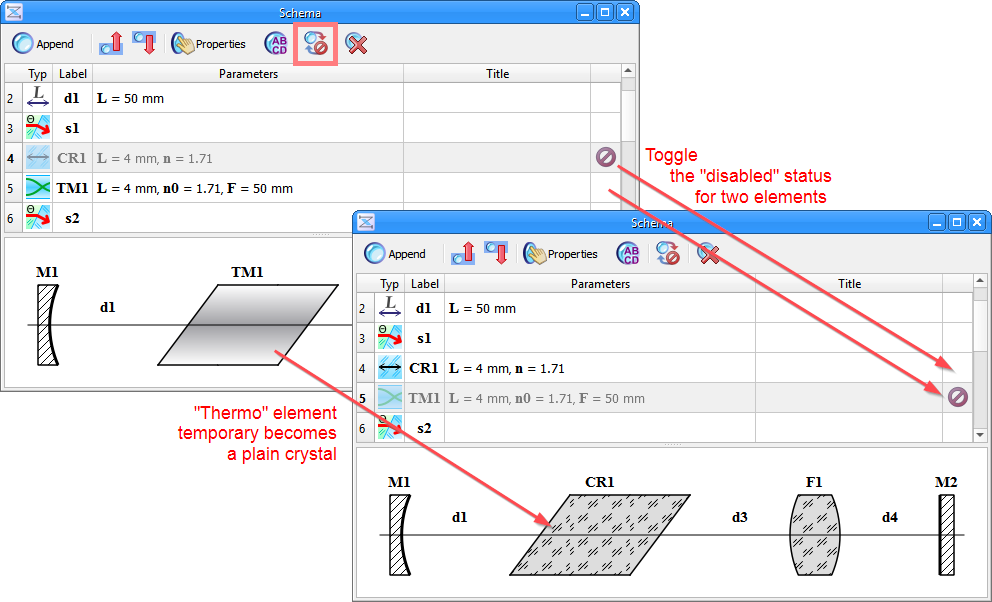 Schema
Append
Properties
AB
CD
Typ Label Parameters Title
2 L d1 L = 50 mm
3 Θ s1
4 CR1 L = 4 mm, n = 1.71
5 TM1 L = 4 mm, n0 = 1.71, F = 50 mm
6 Θ s2
M1
d1
TM1
Toggle
the "disabled" status
for two elements
"Thermo" element
temporary becomes
a plain crystal
Schema
Append
Properties
AB
CD
Typ Label Parameters Title
2 L d1 L = 50 mm
3 Θ s1
4 CR1 L = 4 mm, n = 1.71
5 TM1 L = 4 mm, n0 = 1.71, F = 50 mm
6 Θ s2
M1 CR1 F1 M2
d1 d3 d4